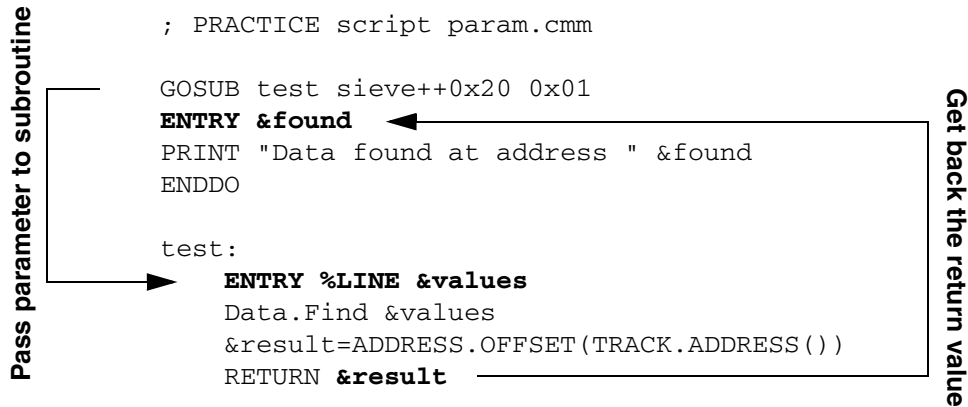 Pass parameter to subroutine
; PRACTICE script param.cmm
GOSUB test sieve++0x20 0x01
ENTRY &found
PRINT "Data found at address " &found
ENDDO
test:
ENTRY %LINE &values
Data.Find &values
&result=ADDRESS.OFFSET(TRACK.ADDRESS())
RETURN &result
Get back the return value